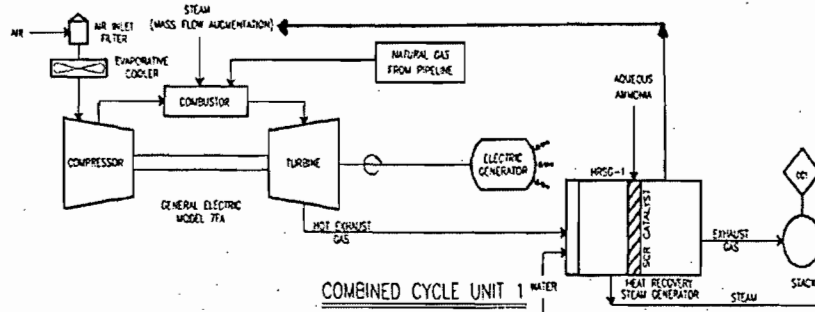 STEAM
(MASS FLOW AUGMENTATION)
AIR
AIR INLET
FILTER
EVAPORATIVE
COOLER
NATURAL GAS
FROM PIPELINE
AQUEOUS
AMMONIA
COMBUSTOR
COMPRESSOR
TURBINE
ELECTRIC
GENERATOR
HRSG-1
SCR CATALYST
CC1
GENERAL ELECTRIC
MODEL 7FA
HOT EXHAUST
GAS
EXHAUST
GAS
STACK
COMBINED CYCLE UNIT 1
WATER
HEAT RECOVERY
STEAM GENERATOR
STEAM